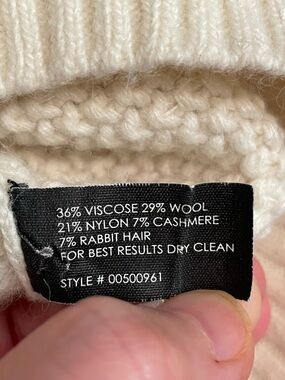 36% VISCOSE 29% WOOL
21% NYLON 7% CASHMERE
7% RABBIT HAIR
FOR BEST RESULTS DRY CLEAN
STYLE # 00500961